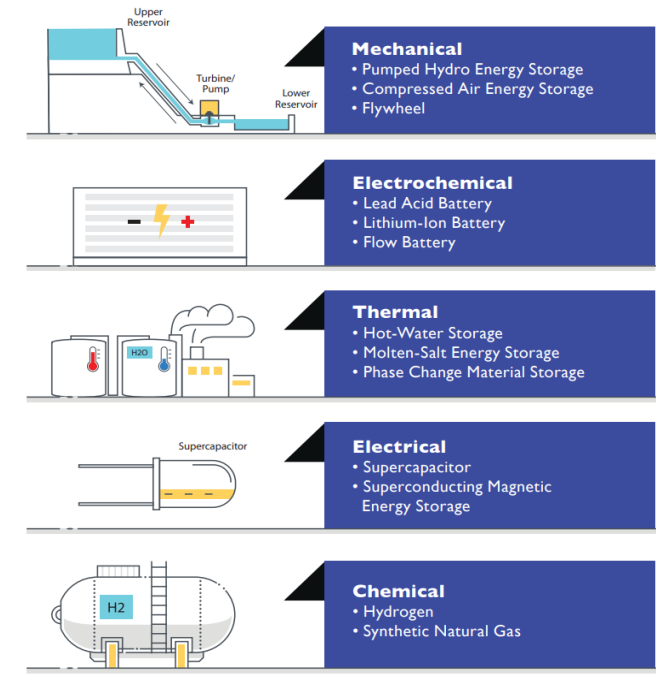 Upper
Reservoir
Turbine/
Pump
Lower
Reservoir
Mechanical
• Pumped Hydro Energy Storage
• Compressed Air Energy Storage
• Flywheel
- +
Electrochemical
• Lead Acid Battery
• Lithium-Ion Battery
• Flow Battery
H2O
Thermal
• Hot-Water Storage
• Molten-Salt Energy Storage
• Phase Change Material Storage
Supercapacitor
Electrical
• Supercapacitor
• Superconducting Magnetic
Energy Storage
H2
Chemical
• Hydrogen
• Synthetic Natural Gas